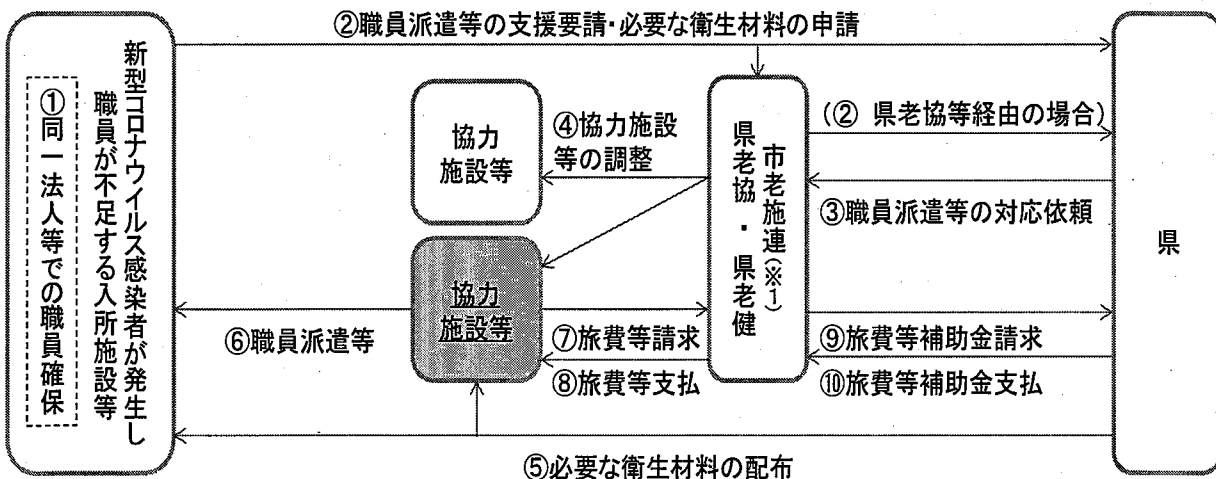 ②職員派遣等の支援要請・必要な衛生材料の申請
新型コロナウイルス感染者が発生し
職員が不足する入所施設等
①同一法人等での職員確保
協力
施設等
④協力施設
等の調整
市老施連(※1)
県老協・県老健
(② 県老協等経由の場合)
③職員派遣等の対応依頼
県
協力
施設等
⑥職員派遣等
⑦旅費等請求
⑧旅費等支払
⑨旅費等補助金請求
⑩旅費等補助金支払
⑤必要な衛生材料の配布